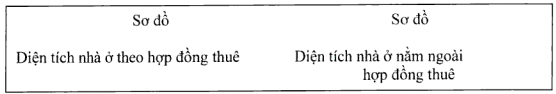 Sơ đồ
Diện tích nhà ở theo hợp đồng thuê
Sơ đồ
Diện tích nhà ở nằm ngoài
hợp đồng thuê